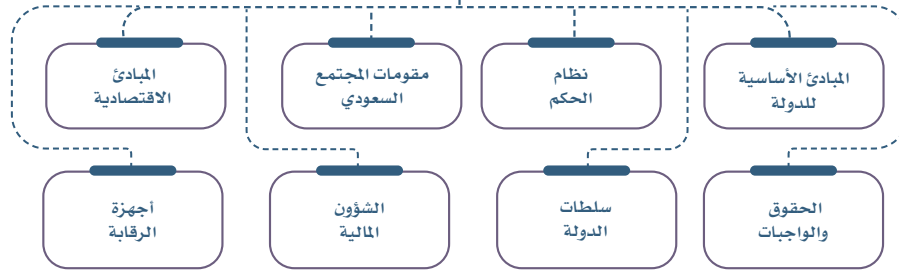 المبادئ الأساسية
للدولة
نظام
الحكم
مقومات المجتمع
السعودي
المبادئ
الاقتصادية
الحقوق
والواجبات
سلطات
الدولة
الشؤون
المالية
أجهزة
الرقابة